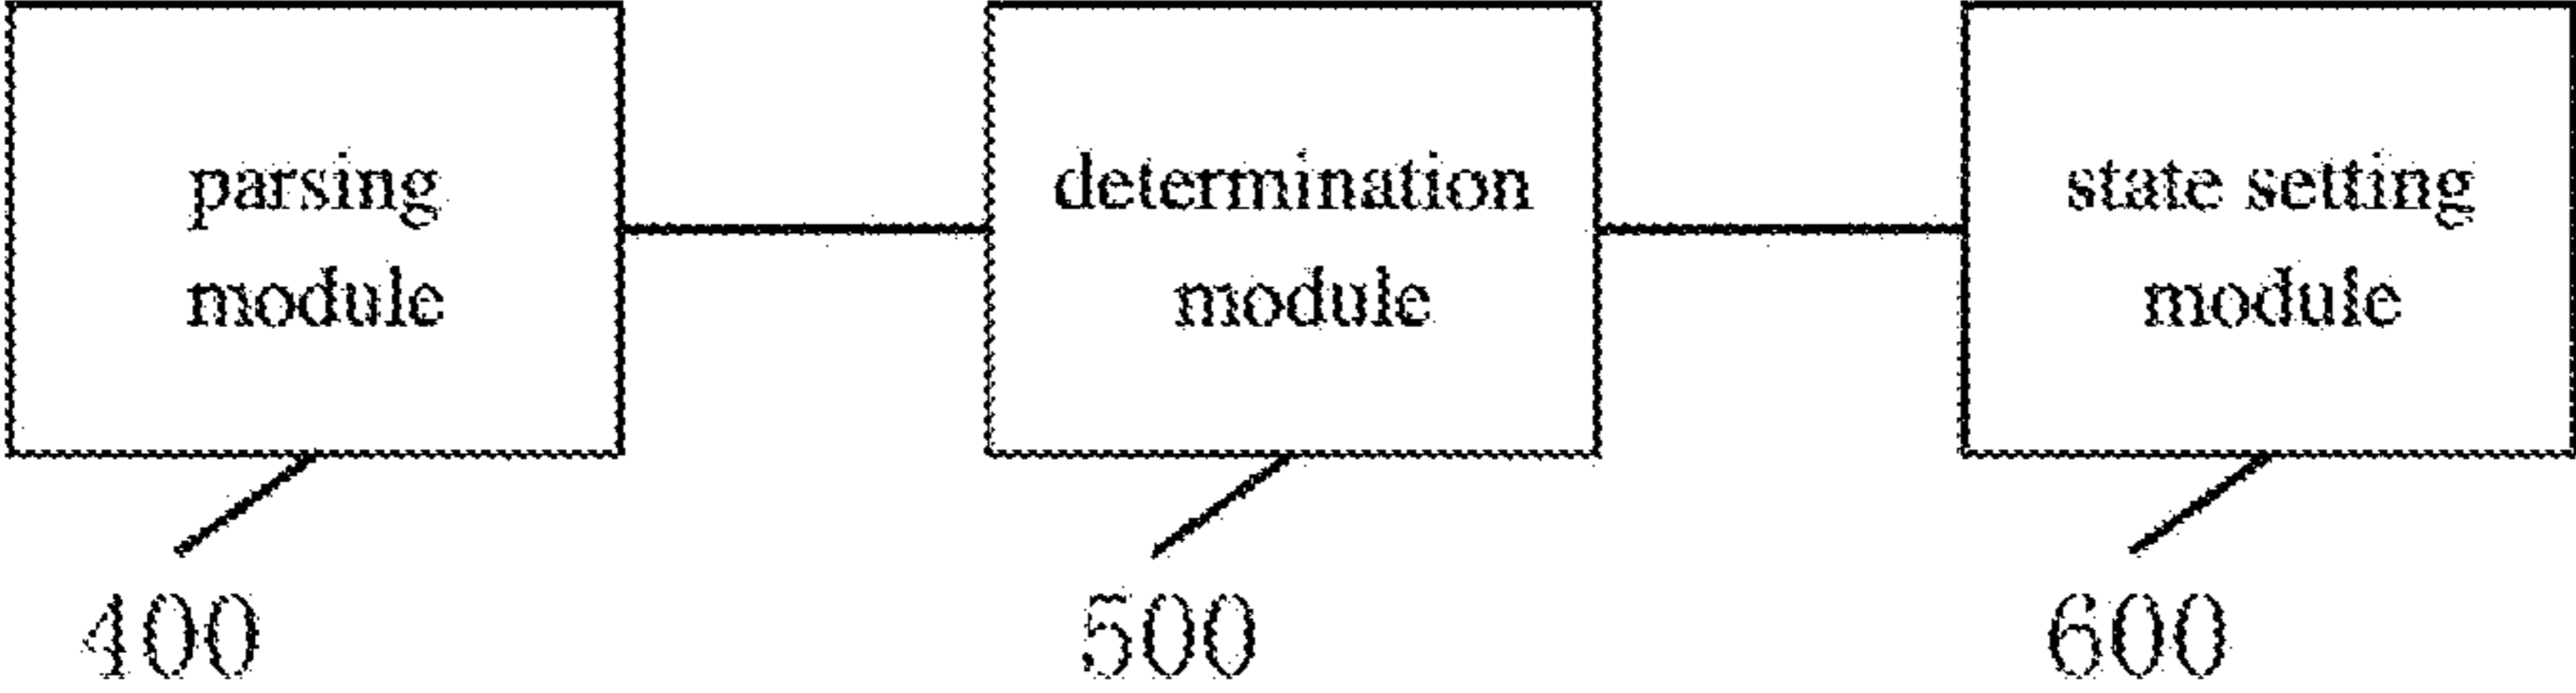 parsing
module
determination
module
state setting
module
400
500
600